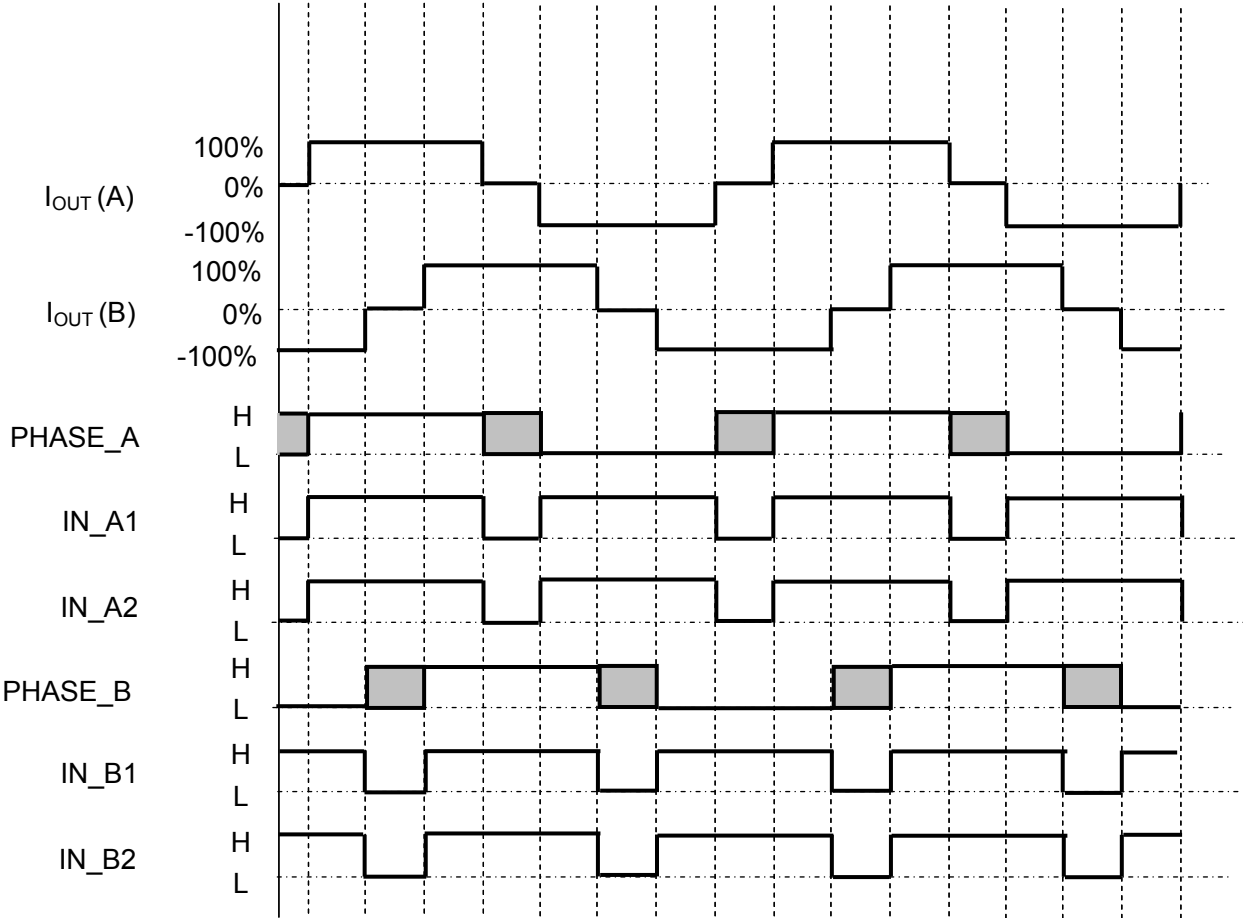 100%
I_OUT (A)
0%
-100%
100%
I_OUT (B)
0%
-100%
PHASE_A
H
L
IN_A1
H
L
IN_A2
H
L
PHASE_B
H
L
IN_B1
H
L
IN_B2
H
L